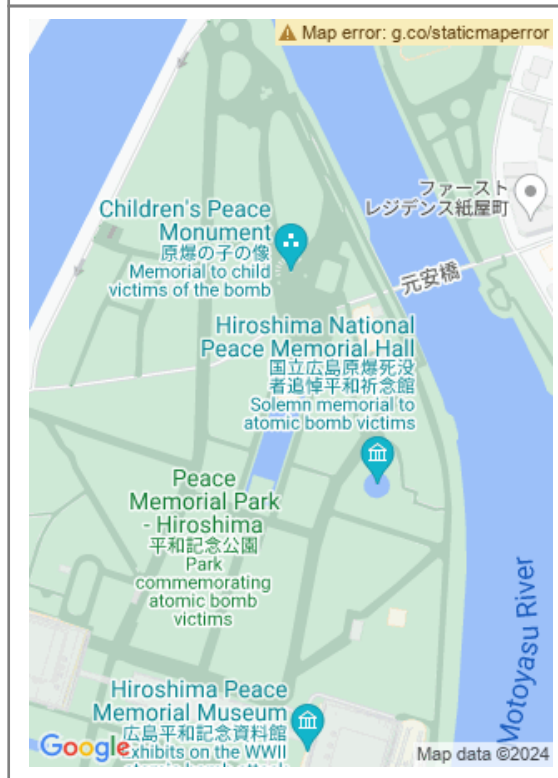 Map error: g.co/staticmaperror
ファースト
レジデンス紙屋町
Children's Peace
Monument
原爆の子の像
Memorial to child
victims of the bomb
元安橋
Hiroshima National
Peace Memorial Hall
国立広島原爆死没
者追悼平和祈念館
Solemn memorial to
atomic bomb victims
Peace
Memorial Park
- Hiroshima
平和記念公園
Park
commemorating
atomic bomb
victims
Motoyasu River
Hiroshima Peace
Memorial Museum
広島平和記念資料館
Exhibits on the WWII
Google
Map data ©2024